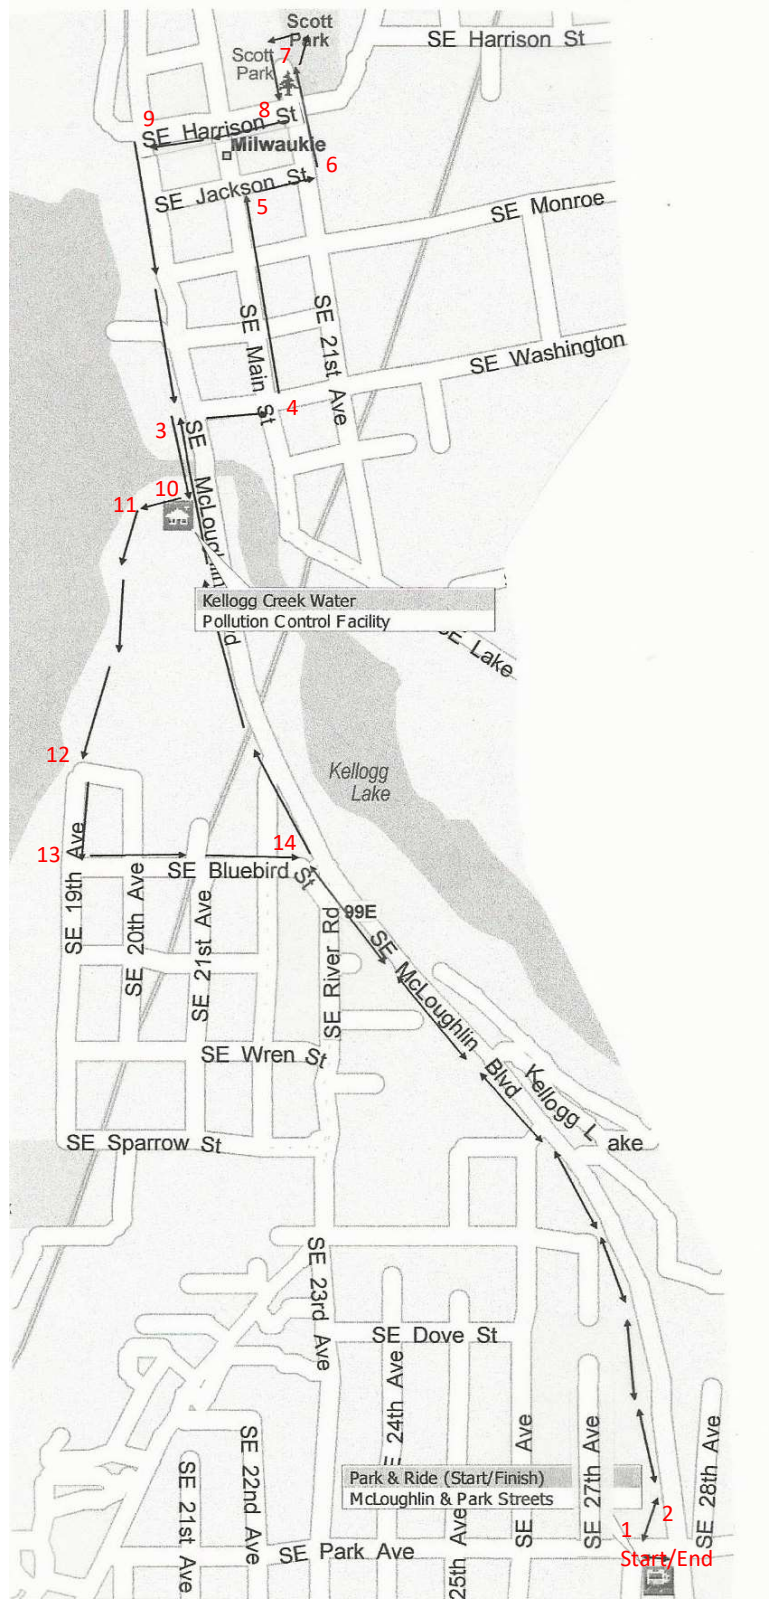 Scott
Park
SE Harrison St
Scott
Park
7
8
9
SE Harrison St
Milwaukie
6
SE Jackson St
5
SE Monroe
SE Main St
SE 21st Ave
SE Washington
4
3
10
11
SE McLoughlin
Kellogg Creek Water
Pollution Control Facility
SE Lake
12
Kellogg
Lake
13
14
SE Bluebird St
99E
SE 19th Ave
SE 20th Ave
SE 21st Ave
SE River Rd
SE McLoughlin Blvd
SE Wren St
Kellogg Lake
SE Sparrow St
SE 23rd Ave
SE Dove St
24th Ave
Park & Ride (Start/Finish)
McLoughlin & Park Streets
SE 21st Ave
SE 22nd Ave
25th Ave
SE Ave
SE 27th Ave
SE 28th Ave
2
1
SE Park Ave
Start/End